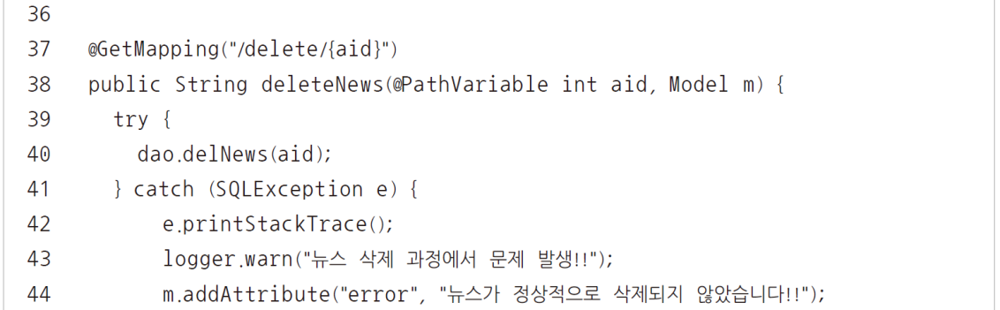 36
37 @GetMapping("/delete/{aid}")
38 public String deleteNews(@PathVariable int aid, Model m) {
39 try {
40 dao.delNews(aid);
41 } catch (SQLException e) {
42 e.printStackTrace();
43 logger.warn("뉴스 삭제 과정에서 문제 발생!!");
44 m.addAttribute("error", "뉴스가 정상적으로 삭제되지 않았습니다!!");